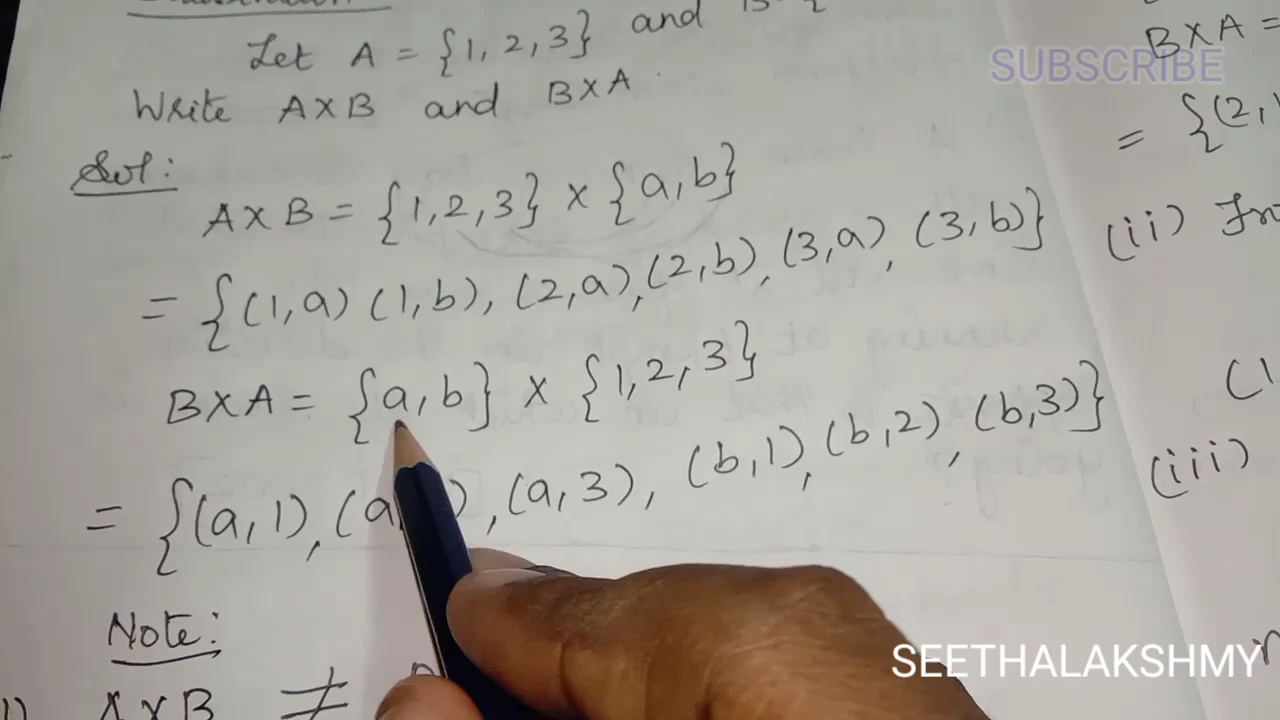 Let A = {1, 2, 3} and
Write A X B and B X A
Sol:
A X B = {1, 2, 3} x {a, b}
= {(1, a) (1, b), (2, a), (2, b), (3, a), (3, b)}
B X A = {a, b} x {1, 2, 3}
= {(a, 1), (a, ), (a, 3), (b, 1), (b, 2), (b, 3)}
Note:
A X B ≠
B X A =
= {(2,
(ii)
(iii)
SUBSCRIBE
SEETHALAKSHMY